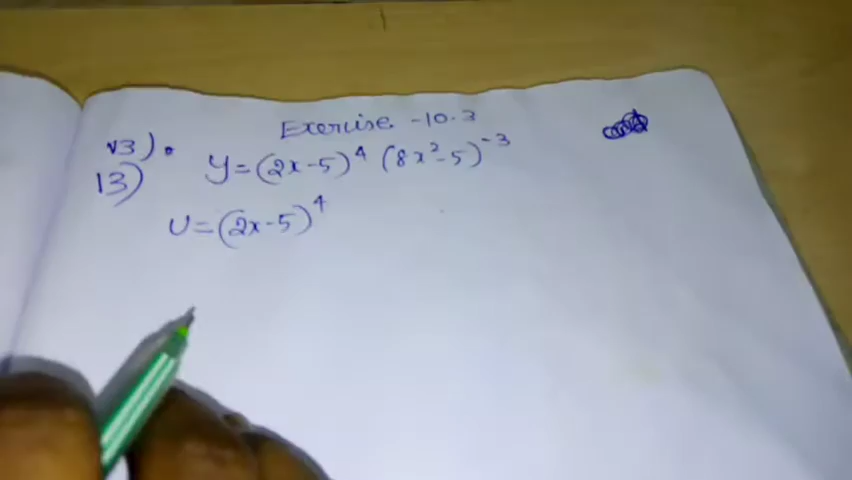 Exercise - 10.3
13).
13) y = (2x-5)⁴ (8x²-5)⁻³
U = (2x-5)⁴